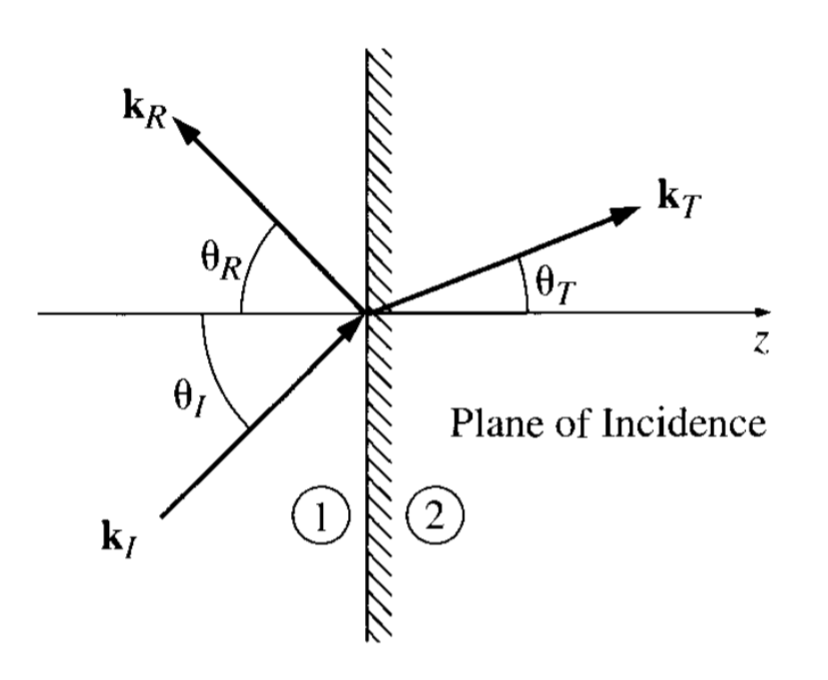 k_R
θ_R
k_T
θ_T
z
θ_I
Plane of Incidence
k_I
1
2